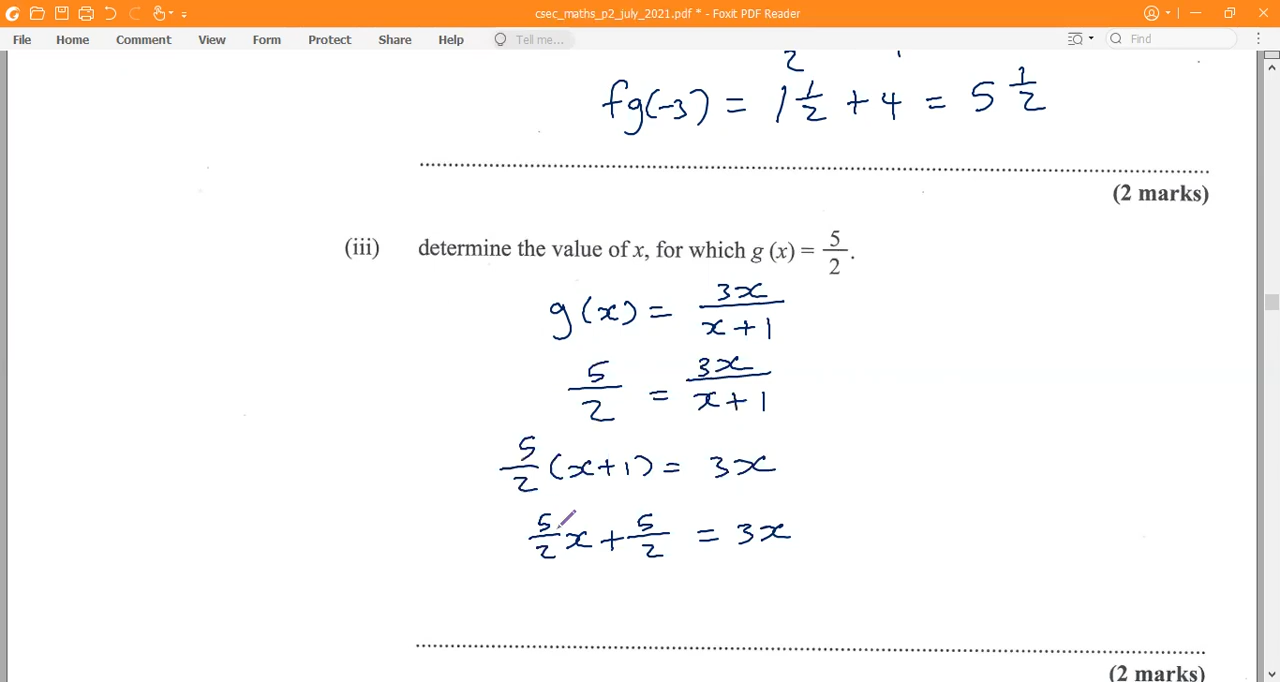 csec_maths_p2_july_2021.pdf * - Foxit PDF Reader
File Home Comment View Form Protect Share Help Tell me... Find
2
fg(-3) = 1 1/2 + 4 = 5 1/2
(2 marks)
(iii) determine the value of x, for which g (x) = 5/2.
g(x) = 3x/(x+1)
5/2 = 3x/(x+1)
5/2 (x+1) = 3x
5/2 x + 5/2 = 3x
(2 marks)